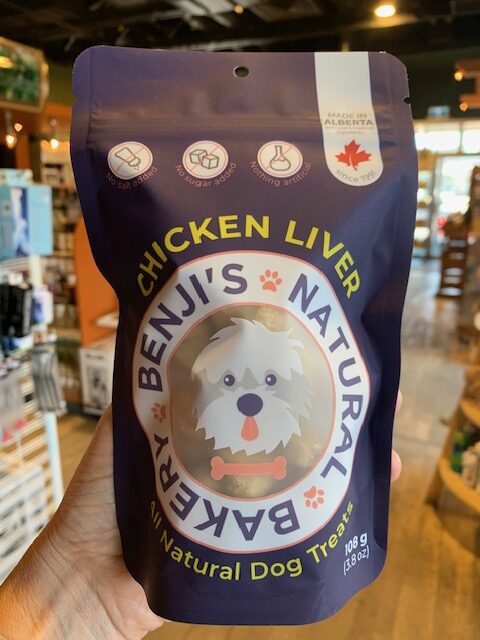 MADE IN
ALBERTA
since 1991
No salt added
No sugar added
Nothing artificial
CHICKEN LIVER
BENJI'S NATURAL BAKERY
All Natural Dog Treats
108 g
(3.8 oz)